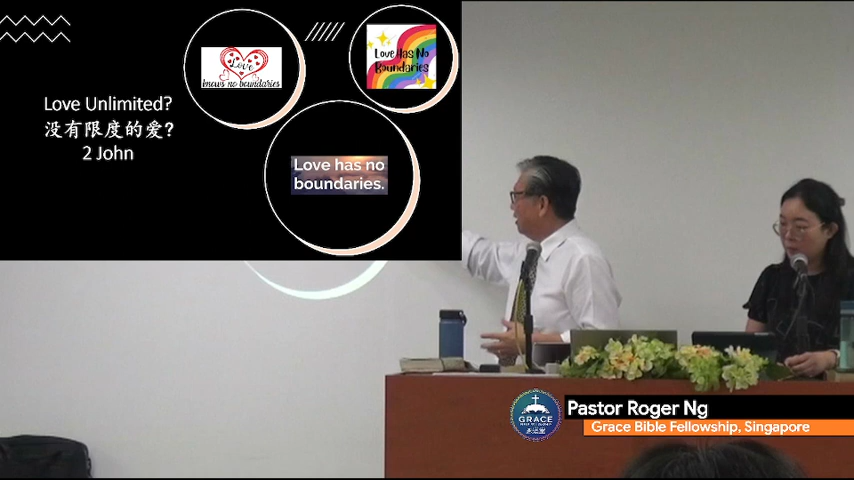 Love Unlimited?
没有限度的爱?
2 John
Love
knows no boundaries
Love Has No
Boundaries
Love has no
boundaries.
GRACE
Pastor Roger Ng
Grace Bible Fellowship, Singapore